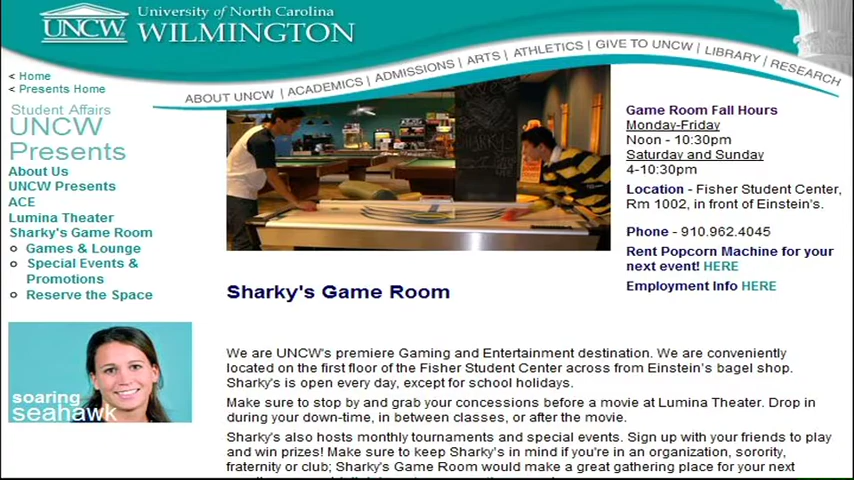 UNCW
University of North Carolina
WILMINGTON
ABOUT UNCW | ACADEMICS | ADMISSIONS | ARTS | ATHLETICS | GIVE TO UNCW | LIBRARY | RESEARCH
< Home
< Presents Home
Student Affairs
UNCW
Presents
About Us
UNCW Presents
ACE
Lumina Theater
Sharky's Game Room
Games & Lounge
Special Events &
Promotions
Reserve the Space
soaring
seahawk
Game Room Fall Hours
Monday-Friday
Noon - 10:30pm
Saturday and Sunday
4-10:30pm
Location - Fisher Student Center,
Rm 1002, in front of Einstein's.
Phone - 910.962.4045
Rent Popcorn Machine for your
next event! HERE
Employment Info HERE
Sharky's Game Room
We are UNCW's premiere Gaming and Entertainment destination. We are conveniently
located on the first floor of the Fisher Student Center across from Einstein's bagel shop.
Sharky's is open every day, except for school holidays.
Make sure to stop by and grab your concessions before a movie at Lumina Theater. Drop in
during your down-time, in between classes, or after the movie.
Sharky's also hosts monthly tournaments and special events. Sign up with your friends to play
and win prizes! Make sure to keep Sharky's in mind if you're in an organization, sorority,
fraternity or club; Sharky's Game Room would make a great gathering place for your next